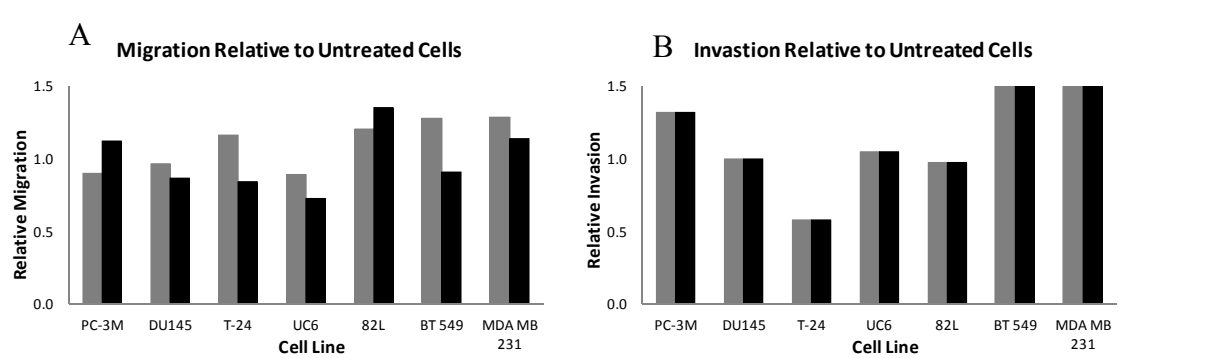 A
Migration Relative to Untreated Cells
1.5
1.0
0.5
0.0
Relative Migration
PC-3M DU145 T-24 UC6 82L BT 549 MDA MB 231
Cell Line
B
Invastion Relative to Untreated Cells
1.5
1.0
0.5
0.0
Relative Invasion
PC-3M DU145 T-24 UC6 82L BT 549 MDA MB 231
Cell Line